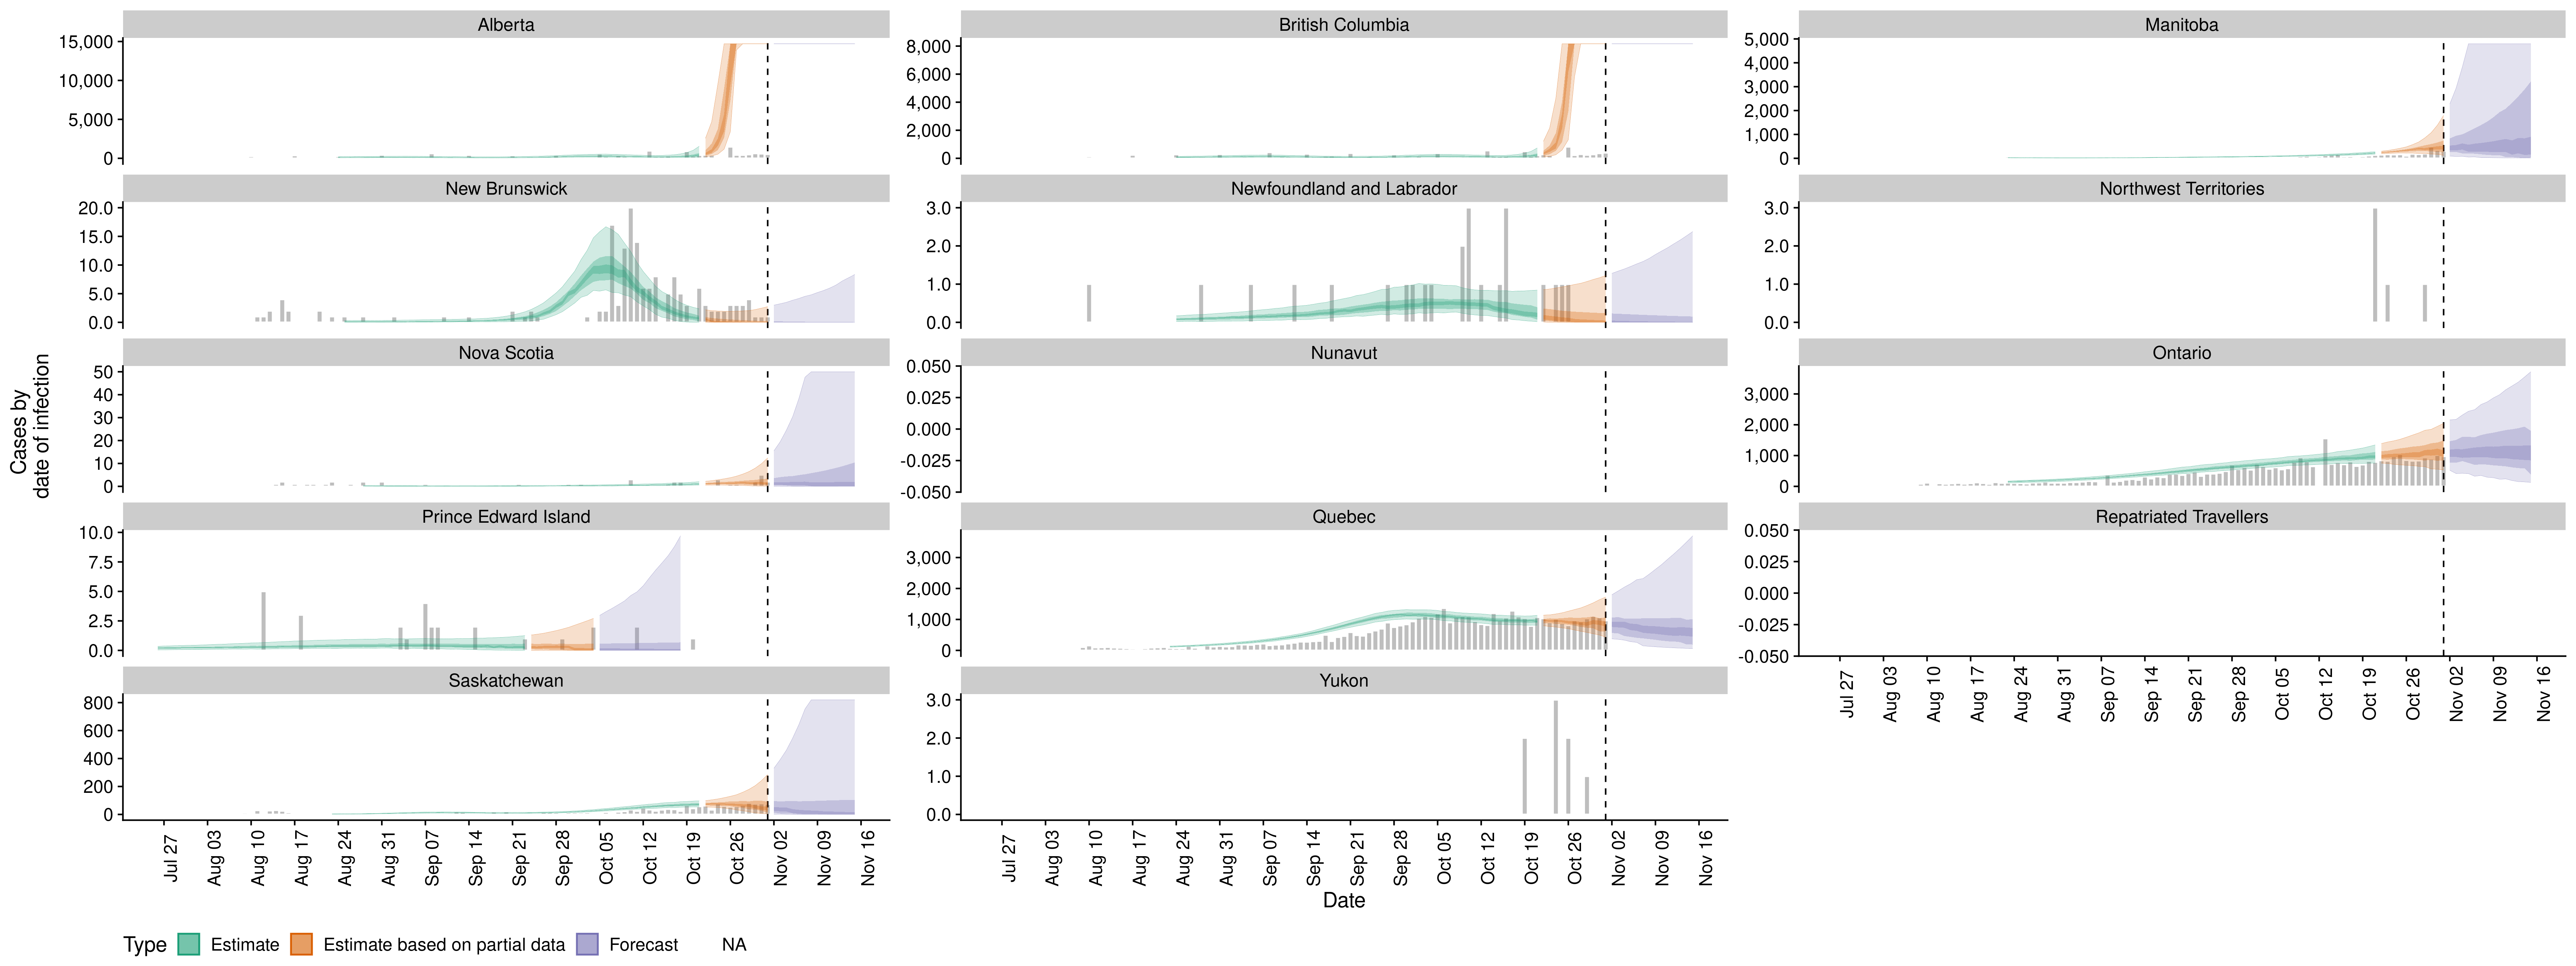 Alberta
British Columbia
Manitoba
15,000
10,000
5,000
0
8,000
6,000
4,000
2,000
0
5,000
4,000
3,000
2,000
1,000
0
New Brunswick
Newfoundland and Labrador
Northwest Territories
20.0
15.0
10.0
5.0
0.0
3.0
2.0
1.0
0.0
3.0
2.0
1.0
0.0
Nova Scotia
Nunavut
Ontario
50
40
30
20
10
0
0.050
0.025
0.000
-0.025
-0.050
3,000
2,000
1,000
0
Prince Edward Island
Quebec
Repatriated Travellers
10.0
7.5
5.0
2.5
0.0
3,000
2,000
1,000
0
0.050
0.025
0.000
-0.025
-0.050
Jul 27
Aug 03
Aug 10
Aug 17
Aug 24
Aug 31
Sep 07
Sep 14
Sep 21
Sep 28
Oct 05
Oct 12
Oct 19
Oct 26
Nov 02
Nov 09
Nov 16
Saskatchewan
Yukon
800
600
400
200
0
3.0
2.0
1.0
0.0
Jul 27
Aug 03
Aug 10
Aug 17
Aug 24
Aug 31
Sep 07
Sep 14
Sep 21
Sep 28
Oct 05
Oct 12
Oct 19
Oct 26
Nov 02
Nov 09
Nov 16
Jul 27
Aug 03
Aug 10
Aug 17
Aug 24
Aug 31
Sep 07
Sep 14
Sep 21
Sep 28
Oct 05
Oct 12
Oct 19
Oct 26
Nov 02
Nov 09
Nov 16
Cases by
date of infection
Date
Type Estimate Estimate based on partial data Forecast NA